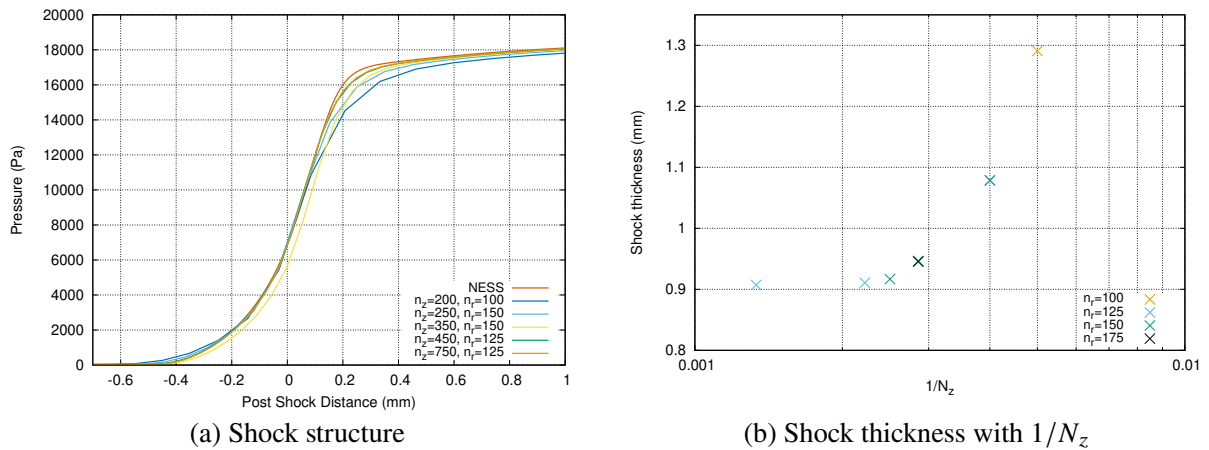 20000
18000
16000
14000
12000
10000
8000
6000
4000
2000
0
Pressure (Pa)
-0.6 -0.4 -0.2 0 0.2 0.4 0.6 0.8 1
Post Shock Distance (mm)
NESS
n_z=200, n_r=100
n_z=250, n_r=150
n_z=350, n_r=150
n_z=450, n_r=125
n_z=750, n_r=125
(a) Shock structure
1.3
1.2
1.1
1
0.9
0.8
Shock thickness (mm)
0.001 0.01
1/N_z
n_r=100
n_r=125
n_r=150
n_r=175
(b) Shock thickness with 1/N_z